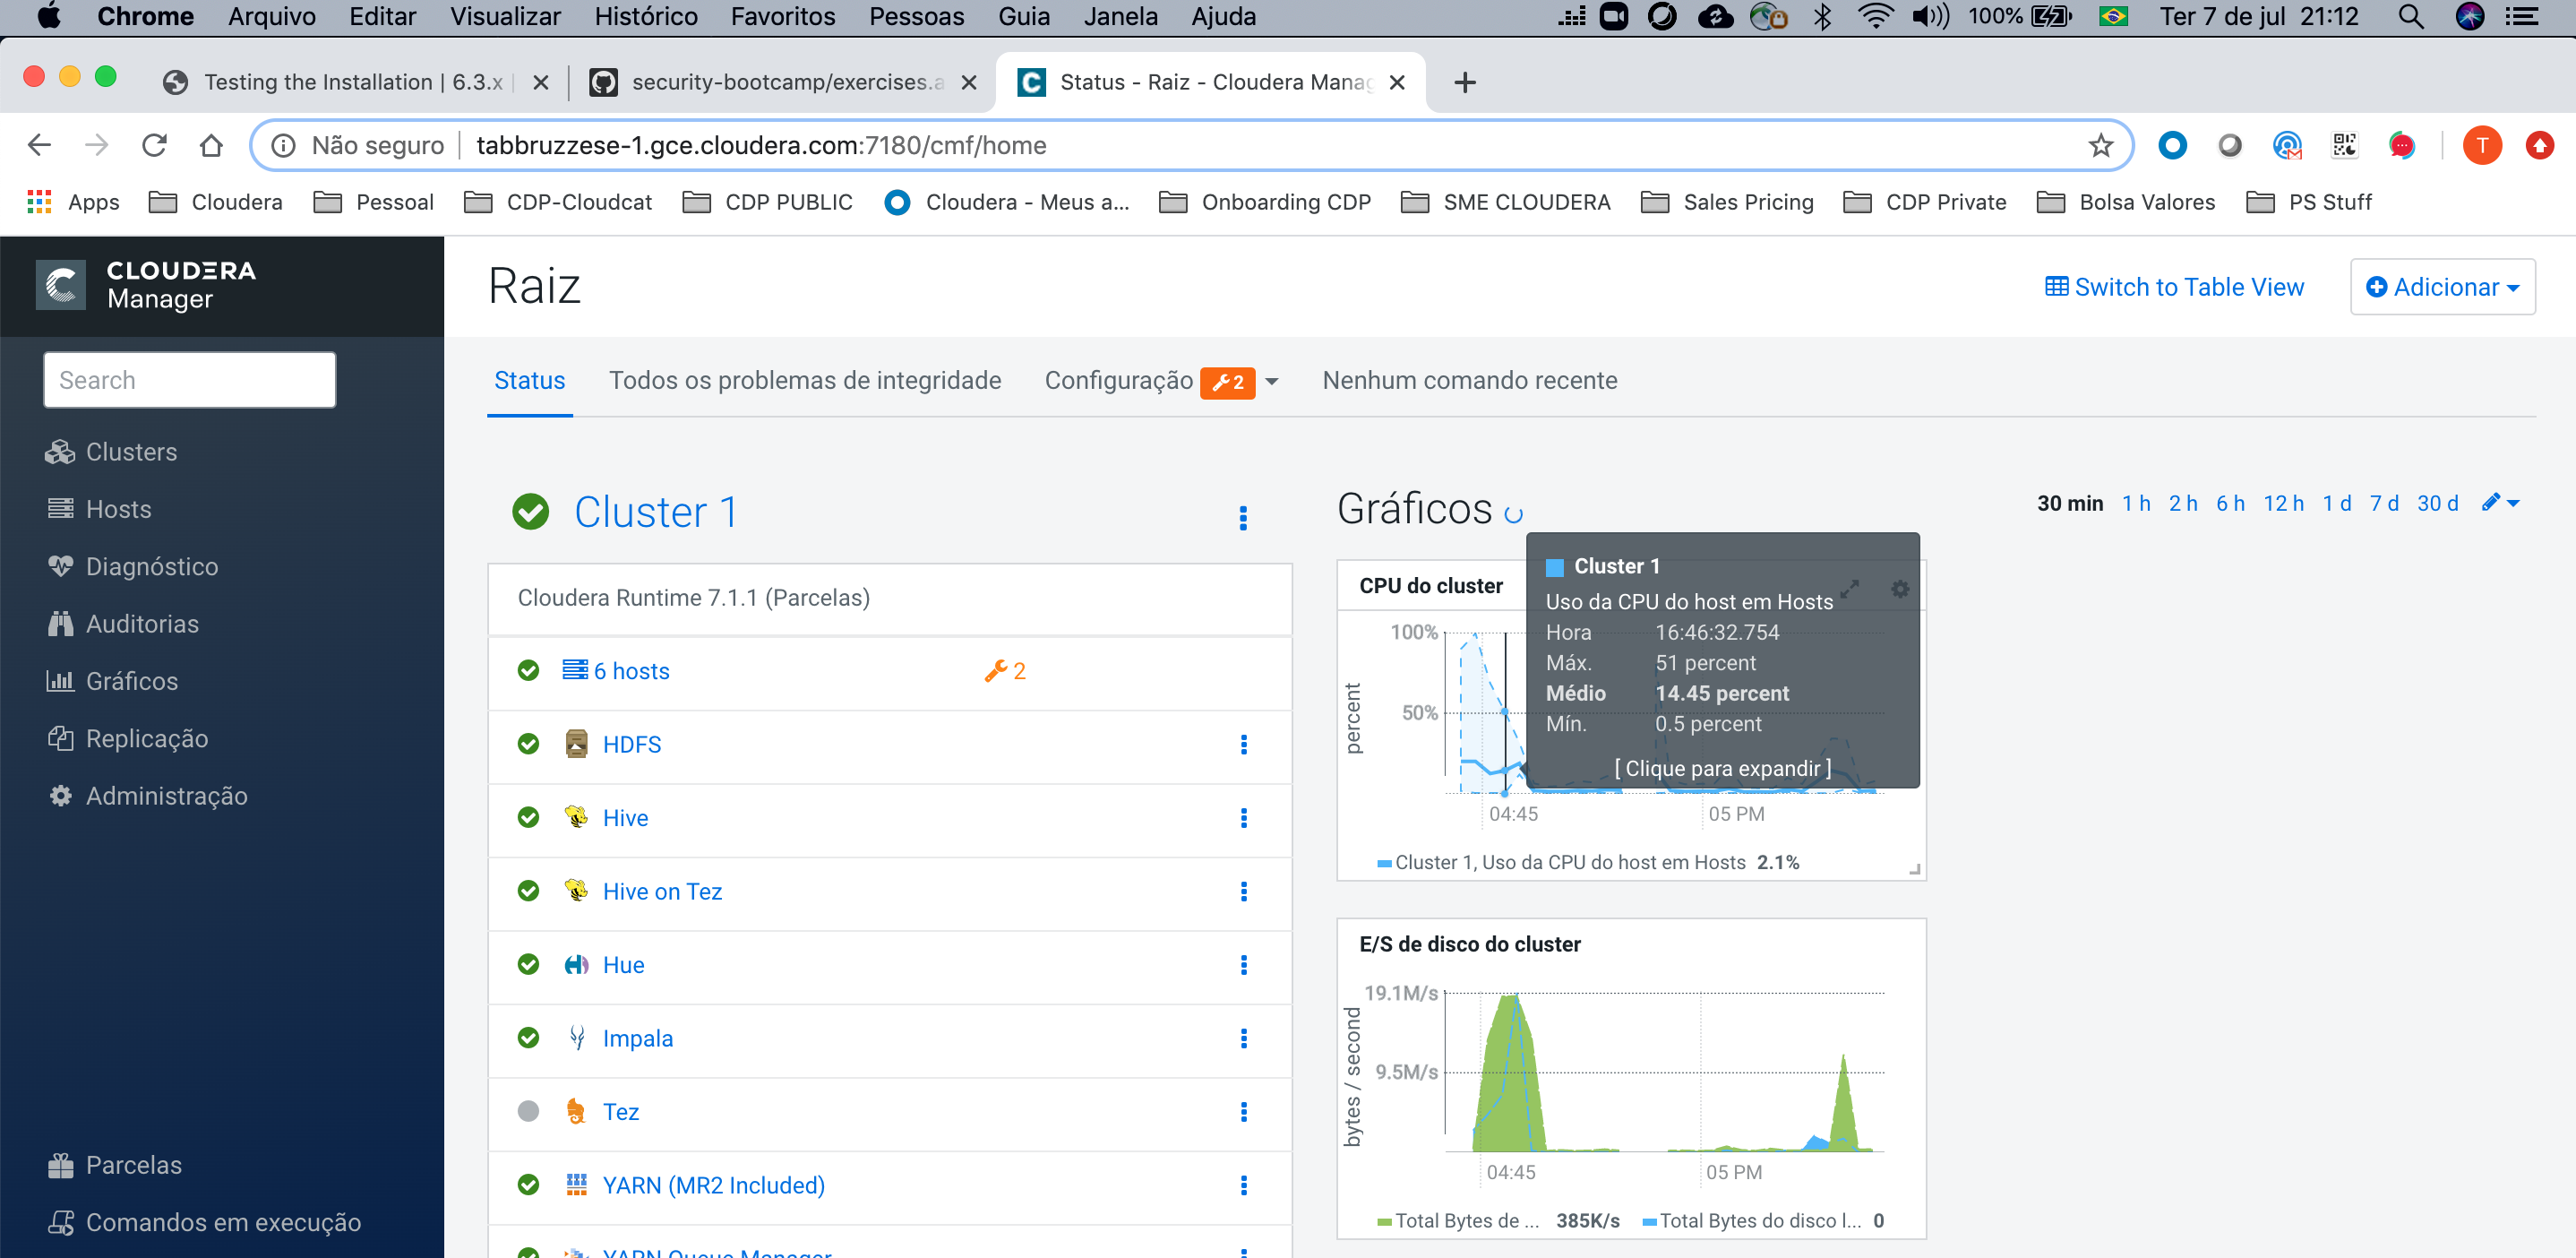 Chrome Arquivo Editar Visualizar Histórico Favoritos Pessoas Guia Janela Ajuda 100% Ter 7 de jul 21:12
Testing the Installation | 6.3.x | security-bootcamp/exercises.a Status - Raiz - Cloudera Manag
Não seguro tabbruzzese-1.gce.cloudera.com:7180/cmf/home T
Apps Cloudera Pessoal CDP-Cloudcat CDP PUBLIC Cloudera - Meus a... Onboarding CDP SME CLOUDERA Sales Pricing CDP Private Bolsa Valores PS Stuff
CLOUDERA
Manager
Search
Clusters
Hosts
Diagnóstico
Auditorias
Gráficos
Replicação
Administração
Parcelas
Comandos em execução
Raiz
Switch to Table View
Adicionar
Status Todos os problemas de integridade Configuração 2 Nenhum comando recente
Cluster 1
Cloudera Runtime 7.1.1 (Parcelas)
6 hosts 2
HDFS
Hive
Hive on Tez
Hue
Impala
Tez
YARN (MR2 Included)
YARN Queue Manager
Gráficos
30 min 1 h 2 h 6 h 12 h 1 d 7 d 30 d
CPU do cluster
percent
100%
50%
04:45 05 PM
Cluster 1, Uso da CPU do host em Hosts 2.1%
Cluster 1
Uso da CPU do host em Hosts
Hora 16:46:32.754
Máx. 51 percent
Médio 14.45 percent
Mín. 0.5 percent
[ Clique para expandir ]
E/S de disco do cluster
bytes / second
19.1M/s
9.5M/s
04:45 05 PM
Total Bytes de ... 385K/s Total Bytes do disco l... 0